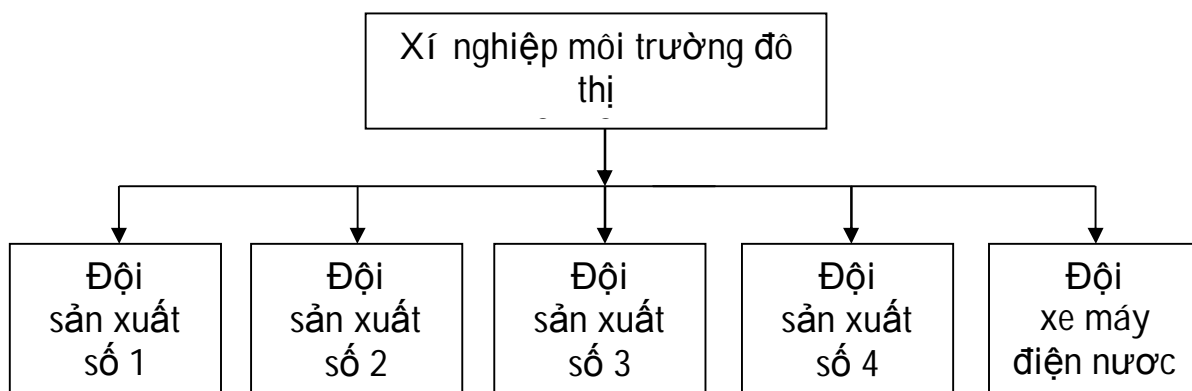 Xí nghiệp môi trường đô
thị
Đội
sản xuất
số 1
Đội
sản xuất
số 2
Đội
sản xuất
số 3
Đội
sản xuất
số 4
Đội
xe máy
điện nươc